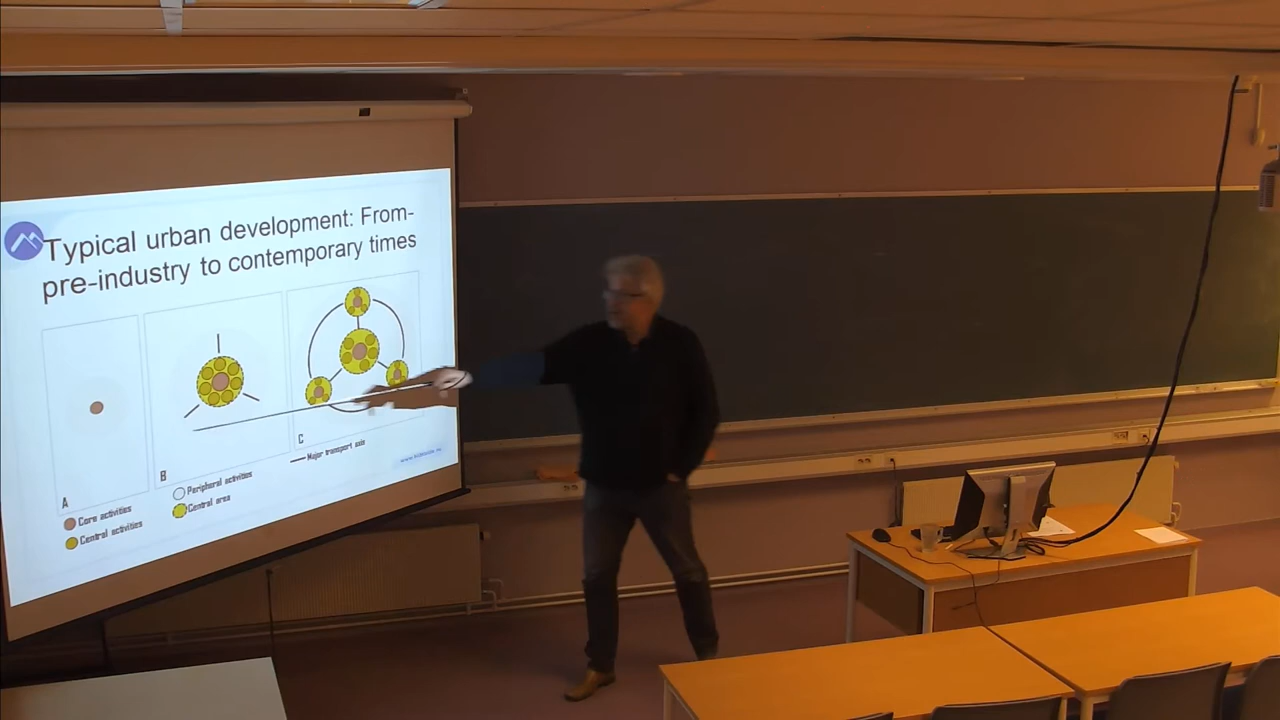 Typical urban development: From-
pre-industry to contemporary times
A
B
C
Core activities
Central activities
Peripheral activities
Central area
Major transport axis